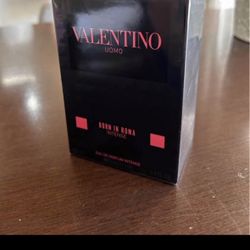 VALENTINO
UOMO
BORN IN ROMA
INTENSE
EAU DE PARFUM INTENSE